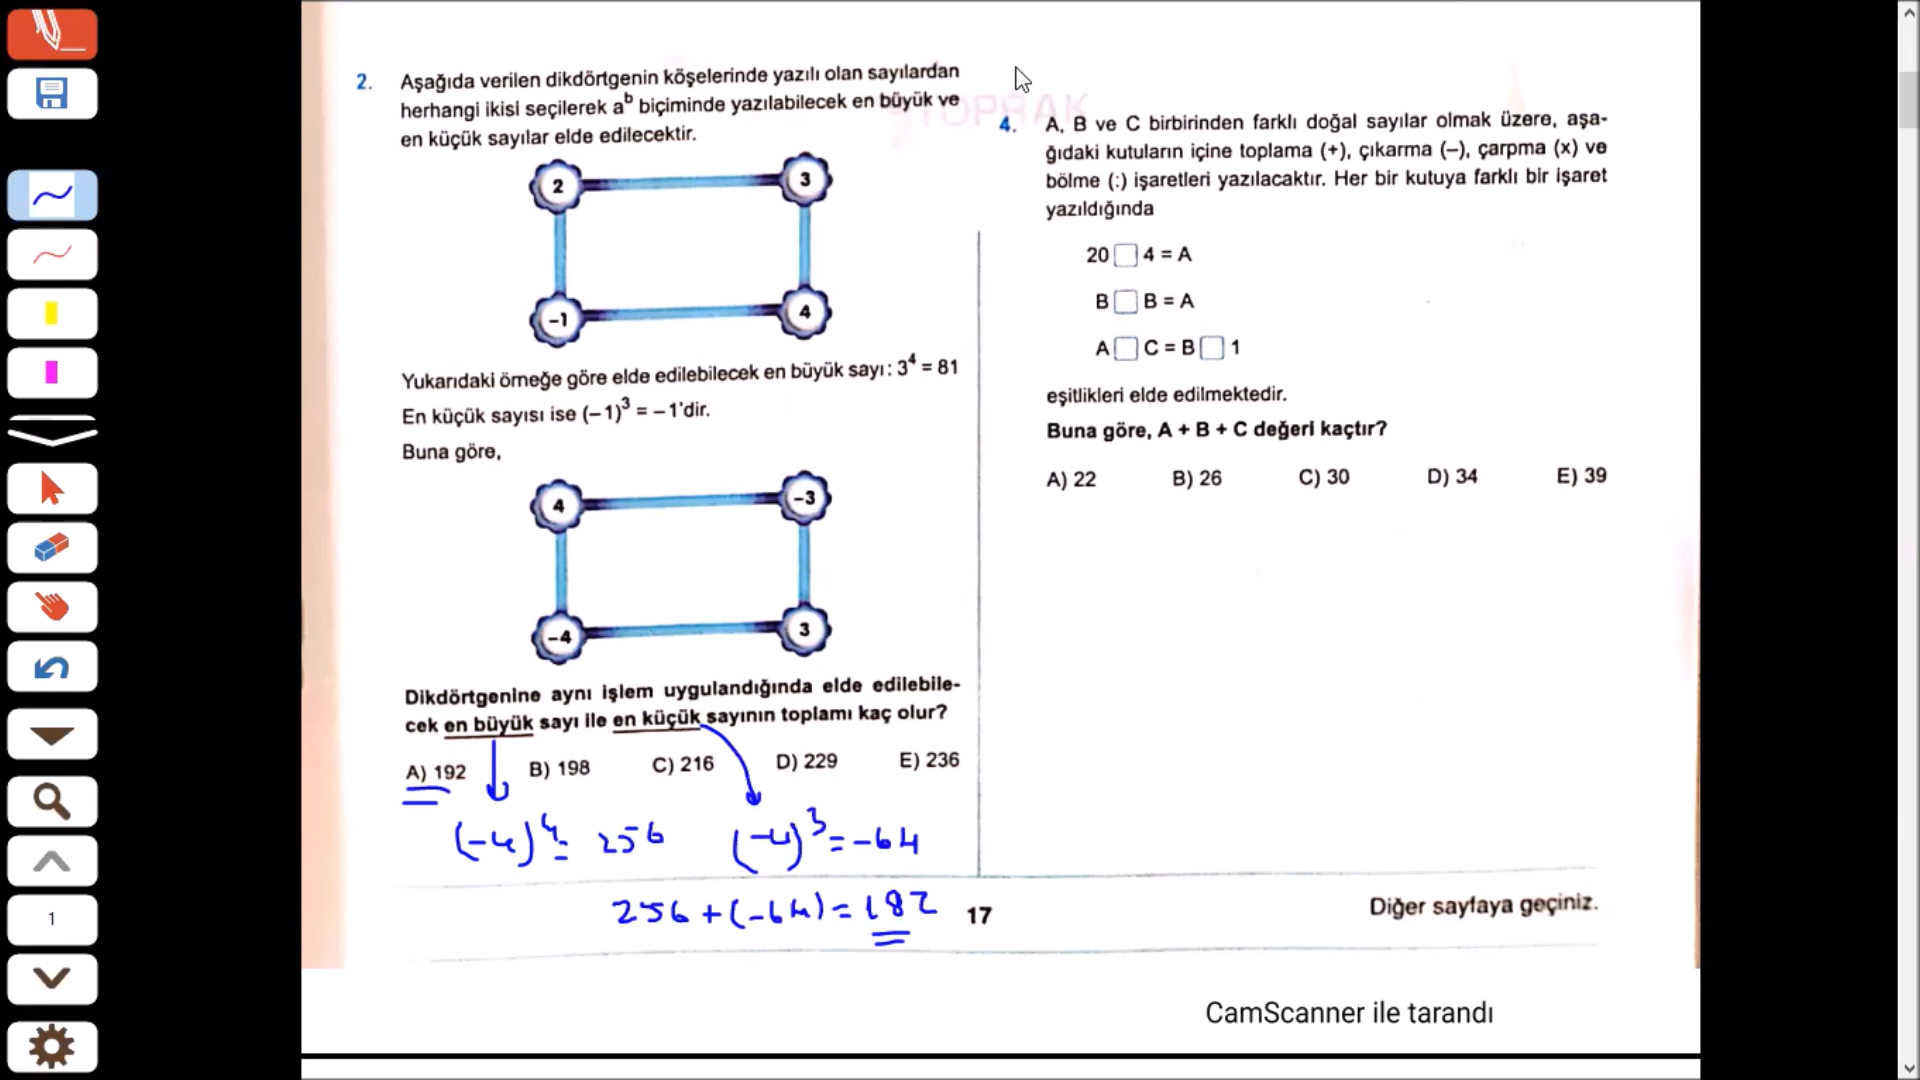 2. Aşağıda verilen dikdörtgenin köşelerinde yazılı olan sayılardan
herhangi ikisi seçilerek a^b biçiminde yazılabilecek en büyük ve
en küçük sayılar elde edilecektir.
2
3
-1
4
Yukarıdaki örneğe göre elde edilebilecek en büyük sayı : 3^4 = 81
En küçük sayısı ise (-1)^3 = -1'dir.
Buna göre,
4
-3
-4
3
Dikdörtgenine aynı işlem uygulandığında elde edilebile-
cek en büyük sayı ile en küçük sayının toplamı kaç olur?
A) 192 B) 198 C) 216 D) 229 E) 236
(-4)^4 = 256 (-4)^3 = -64
256 + (-64) = 192
TOPRAK
4. A, B ve C birbirinden farklı doğal sayılar olmak üzere, aşa-
ğıdaki kutuların içine toplama (+), çıkarma (–), çarpma (x) ve
bölme (:) işaretleri yazılacaktır. Her bir kutuya farklı bir işaret
yazıldığında
20 □ 4 = A
B □ B = A
A □ C = B □ 1
eşitlikleri elde edilmektedir.
Buna göre, A + B + C değeri kaçtır?
A) 22 B) 26 C) 30 D) 34 E) 39
17
Diğer sayfaya geçiniz.
CamScanner ile tarandı
1